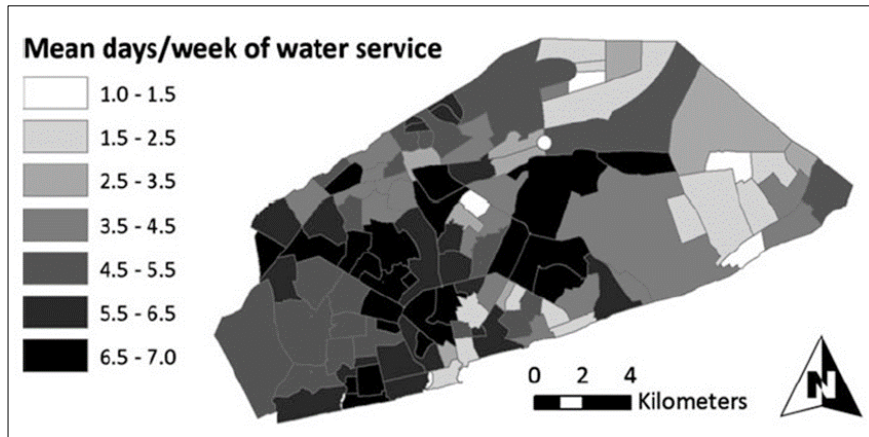 Mean days/week of water service
1.0 - 1.5
1.5 - 2.5
2.5 - 3.5
3.5 - 4.5
4.5 - 5.5
5.5 - 6.5
6.5 - 7.0
0 2 4
Kilometers
N